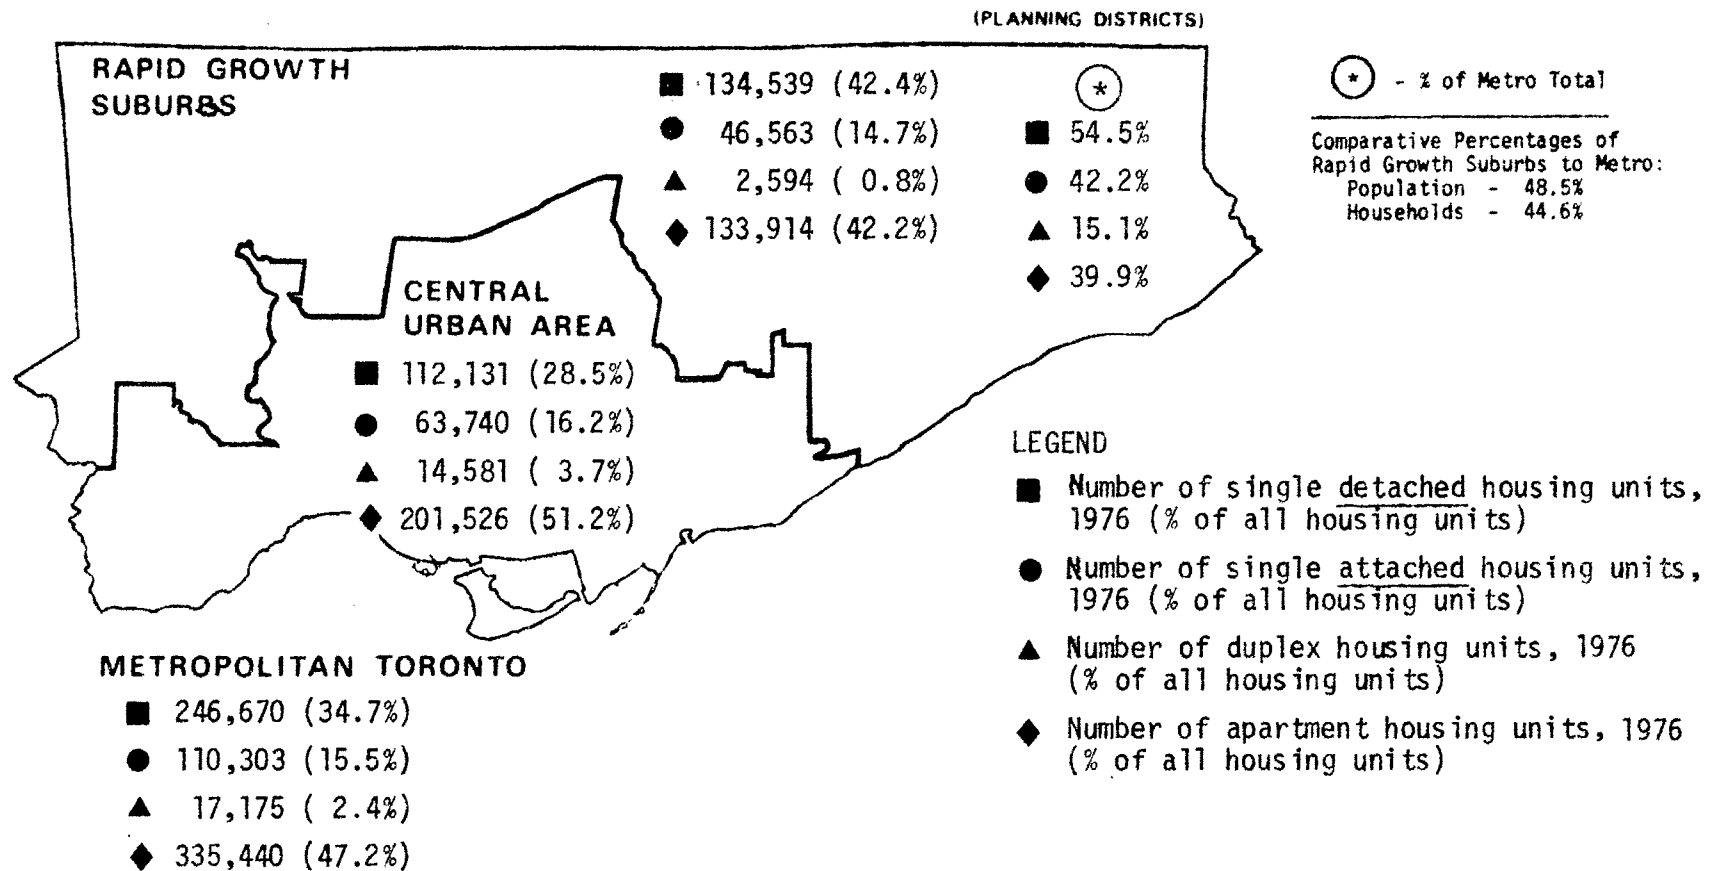 (PLANNING DISTRICTS)
RAPID GROWTH
SUBURBS
■ 134,539 (42.4%)
● 46,563 (14.7%)
▲ 2,594 ( 0.8%)
◆ 133,914 (42.2%)
(*)
■ 54.5%
● 42.2%
▲ 15.1%
◆ 39.9%
(*) - % of Metro Total
Comparative Percentages of
Rapid Growth Suburbs to Metro:
Population - 48.5%
Households - 44.6%
CENTRAL
URBAN AREA
■ 112,131 (28.5%)
● 63,740 (16.2%)
▲ 14,581 ( 3.7%)
◆ 201,526 (51.2%)
LEGEND
■ Number of single detached housing units,
1976 (% of all housing units)
● Number of single attached housing units,
1976 (% of all housing units)
▲ Number of duplex housing units, 1976
(% of all housing units)
◆ Number of apartment housing units, 1976
(% of all housing units)
METROPOLITAN TORONTO
■ 246,670 (34.7%)
● 110,303 (15.5%)
▲ 17,175 ( 2.4%)
◆ 335,440 (47.2%)